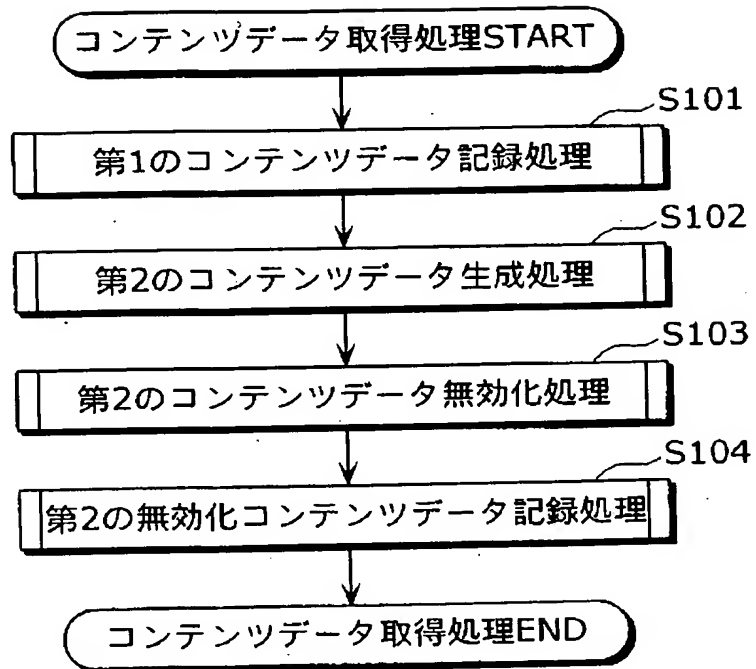 コンテンツデータ取得処理START
S101
第1のコンテンツデータ記録処理
S102
第2のコンテンツデータ生成処理
S103
第2のコンテンツデータ無効化処理
S104
第2の無効化コンテンツデータ記録処理
コンテンツデータ取得処理END